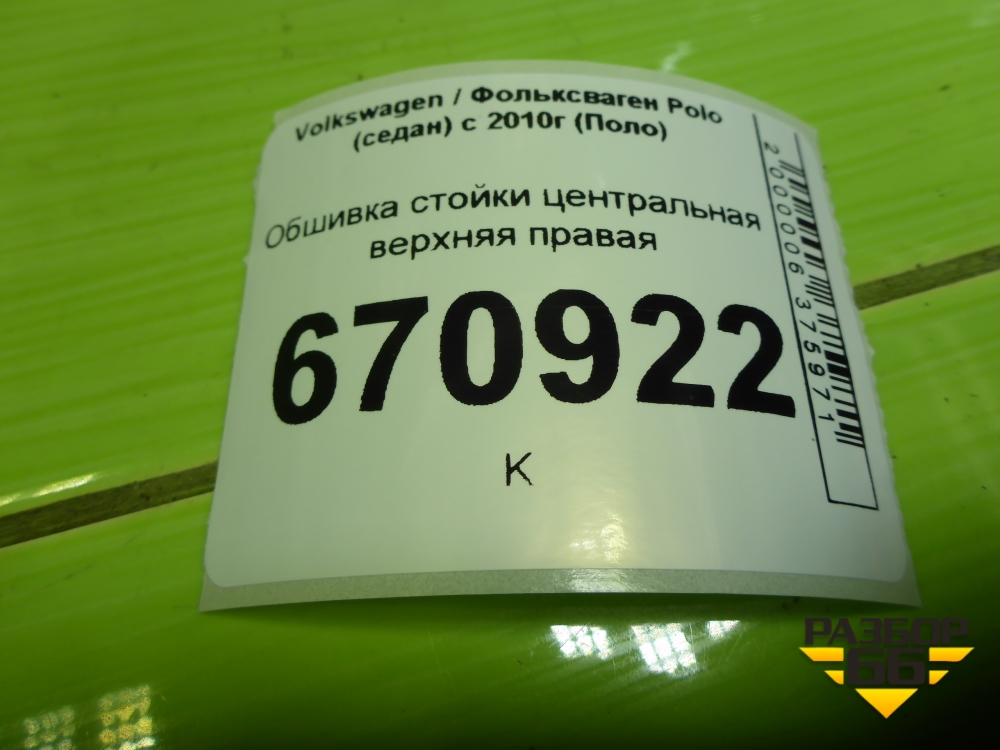 Volkswagen / Фольксваген Polo
(седан) с 2010г (Поло)
Обшивка стойки центральная
верхняя правая
670922
К
2000006375971
РАЗБОР
66